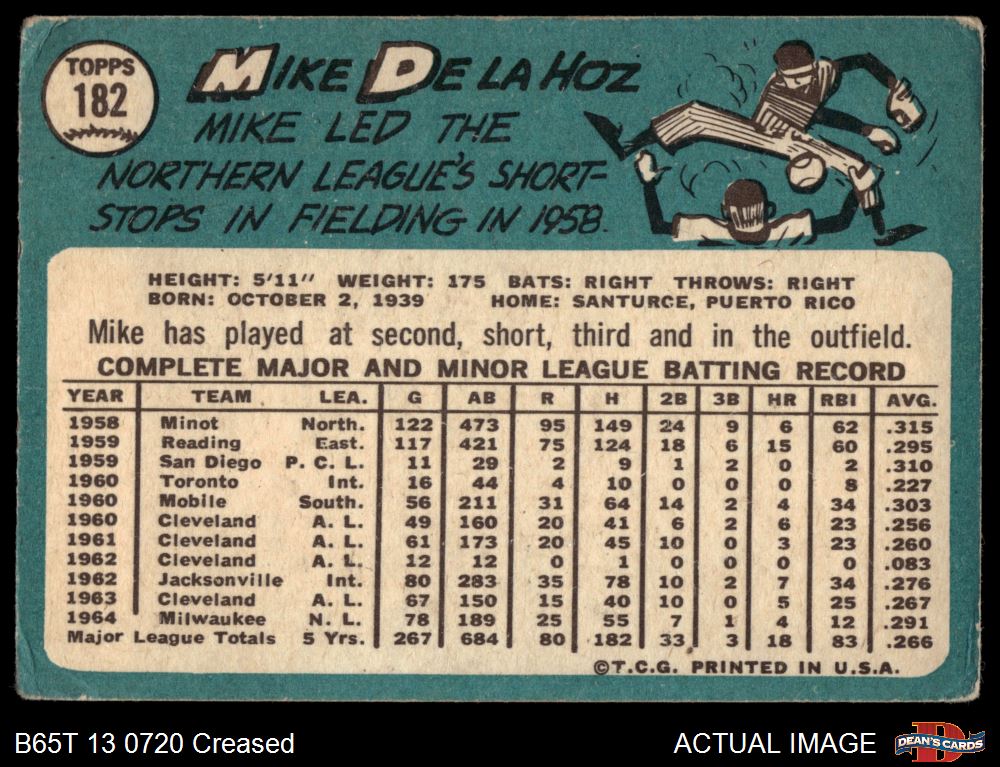 TOPPS
182
MIKE DE LA HOZ
MIKE LED THE
NORTHERN LEAGUE'S SHORT-
STOPS IN FIELDING IN 1958.
HEIGHT: 5'11" WEIGHT: 175 BATS: RIGHT THROWS: RIGHT
BORN: OCTOBER 2, 1939 HOME: SANTURCE, PUERTO RICO
Mike has played at second, short, third and in the outfield.
COMPLETE MAJOR AND MINOR LEAGUE BATTING RECORD
YEAR TEAM LEA. G AB R H 2B 3B HR RBI AVG.
1958 Minot North. 122 473 95 149 24 9 6 62 .315
1959 Reading East. 117 421 75 124 18 6 15 60 .295
1959 San Diego P. C. L. 11 29 2 9 1 2 0 2 .310
1960 Toronto Int. 16 44 4 10 0 0 0 8 .227
1960 Mobile South. 56 211 31 64 14 2 4 34 .303
1960 Cleveland A. L. 49 160 20 41 6 2 6 23 .256
1961 Cleveland A. L. 61 173 20 45 10 0 3 23 .260
1962 Cleveland A. L. 12 12 0 1 0 0 0 0 .083
1962 Jacksonville Int. 80 283 35 78 10 2 7 34 .276
1963 Cleveland A. L. 67 150 15 40 10 0 5 25 .267
1964 Milwaukee N. L. 78 189 25 55 7 1 4 12 .291
Major League Totals 5 Yrs. 267 684 80 182 33 3 18 83 .266
©T.C.G. PRINTED IN U.S.A.
B65T 13 0720 Creased
ACTUAL IMAGE
D
DEAN'S CARDS